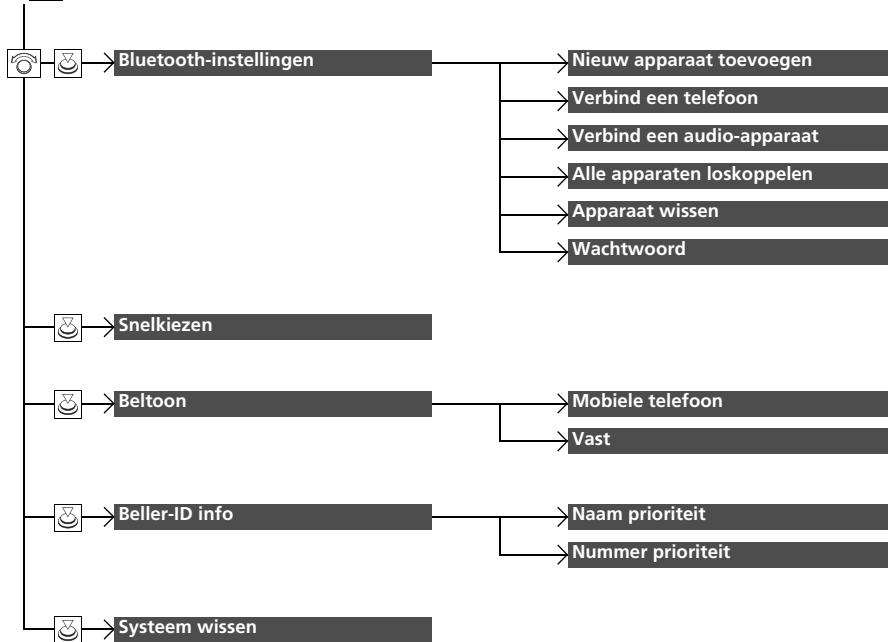 Bluetooth-instellingen
Nieuw apparaat toevoegen
Verbind een telefoon
Verbind een audio-apparaat
Alle apparaten loskoppelen
Apparaat wissen
Wachtwoord
Snelkiezen
Beltoon
Mobiele telefoon
Vast
Beller-ID info
Naam prioriteit
Nummer prioriteit
Systeem wissen